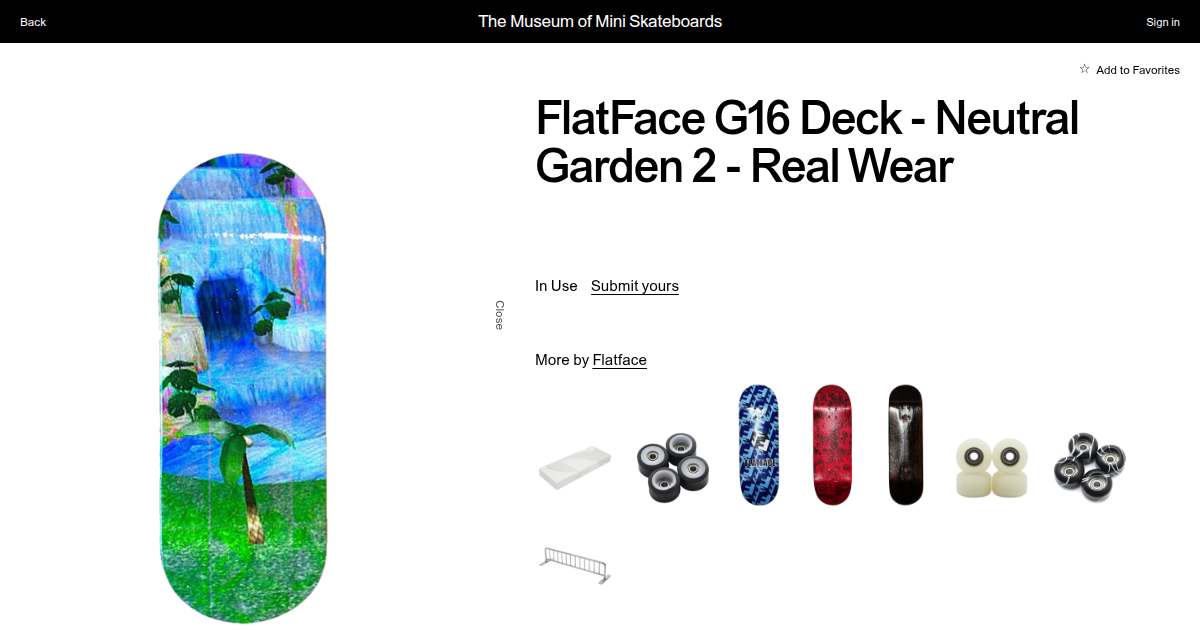 Back
The Museum of Mini Skateboards
Sign in
☆ Add to Favorites
FlatFace G16 Deck - Neutral
Garden 2 - Real Wear
In Use Submit yours
Close
More by Flatface